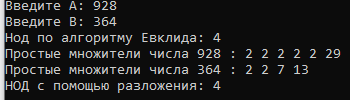 Введите А: 928
Введите В: 364
Нод по алгоритму Евклида: 4
Простые множители числа 928 : 2 2 2 2 2 29
Простые множители числа 364 : 2 2 7 13
НОД с помощью разложения: 4